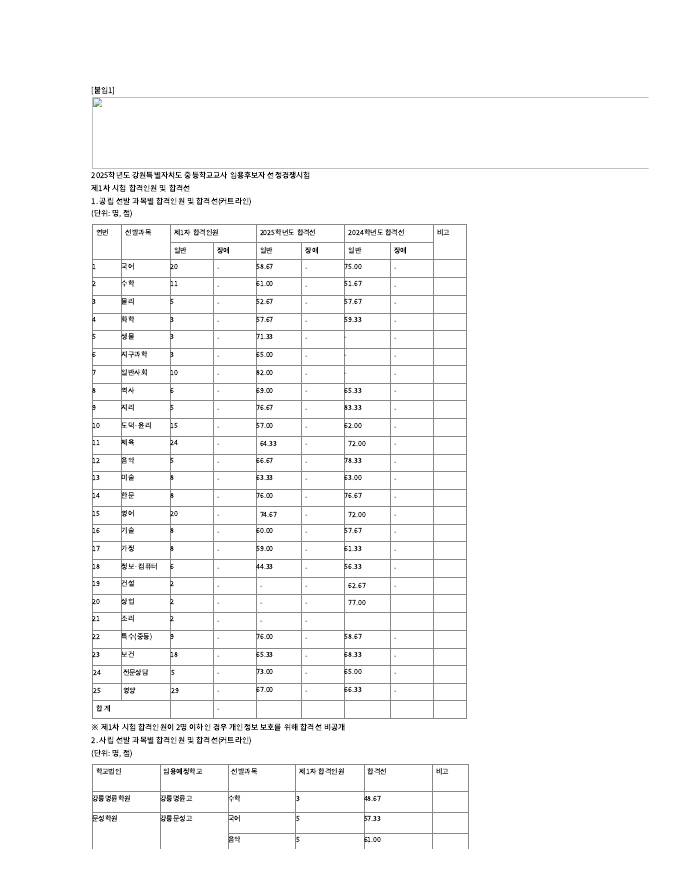 [붙임1]
2025학년도 강원특별자치도 중등학교교사 임용후보자 선정경쟁시험
제1차 시험 합격인원 및 합격선
1. 공립 선발 과목별 합격인원 및 합격선(커트라인)
(단위: 명, 점)
연번 선발과목 제1차 합격인원 2025학년도 합격선 2024학년도 합격선 비고
일반 장애 일반 장애 일반 장애
1 국어 20 - 58.67 - 75.00 -
2 수학 11 - 61.00 - 51.67 -
3 물리 5 - 52.67 - 57.67 -
4 화학 3 - 57.67 - 59.33 -
5 생물 3 - 71.33 - - -
6 지구과학 3 - 65.00 - - -
7 일반사회 10 - 82.00 - - -
8 역사 6 - 69.00 - 65.33 -
9 지리 5 - 76.67 - 83.33 -
10 도덕·윤리 15 - 57.00 - 62.00 -
11 체육 24 - 64.33 - 72.00 -
12 음악 5 - 66.67 - 78.33 -
13 미술 8 - 63.33 - 63.00 -
14 한문 8 - 76.00 - 76.67 -
15 영어 20 - 74.67 - 72.00 -
16 기술 8 - 60.00 - 57.67 -
17 가정 8 - 59.00 - 61.33 -
18 정보·컴퓨터 6 - 44.33 - 56.33 -
19 건설 2 - - - 62.67 -
20 상업 2 - - - 77.00
21 조리 2 - - -
22 특수(중등) 9 - 76.00 - 58.67 -
23 보건 18 - 65.33 - 68.33 -
24 전문상담 5 - 73.00 - 65.00 -
25 영양 29 - 67.00 - 66.33 -
합 계 -
※ 제1차 시험 합격인원이 2명 이하인 경우 개인정보 보호를 위해 합격선 비공개
2. 사립 선발 과목별 합격인원 및 합격선(커트라인)
(단위: 명, 점)
학교법인 임용예정학교 선발과목 제1차 합격인원 합격선 비고
강릉명륜학원 강릉명륜고 수학 3 48.67
문성학원 강릉문성고 국어 5 57.33
음악 5 61.00